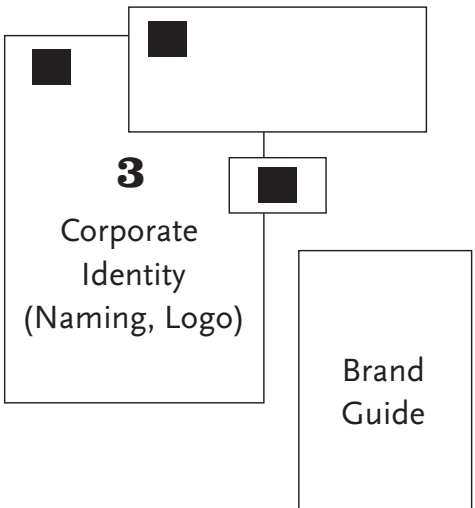 3
Corporate
Identity
(Naming, Logo)
Brand
Guide